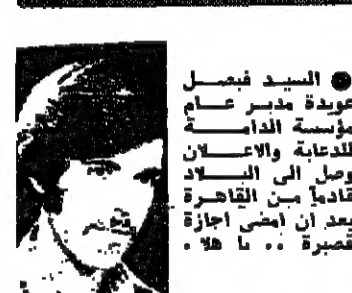 ● السيد فيصل
عويدة مدير عام
مؤسسة الدامة
للدعاية والاعلان
وصل الى البلاد
قادماً من القاهرة
بعد ان امضى اجازة
قصيرة .. يا هلا .